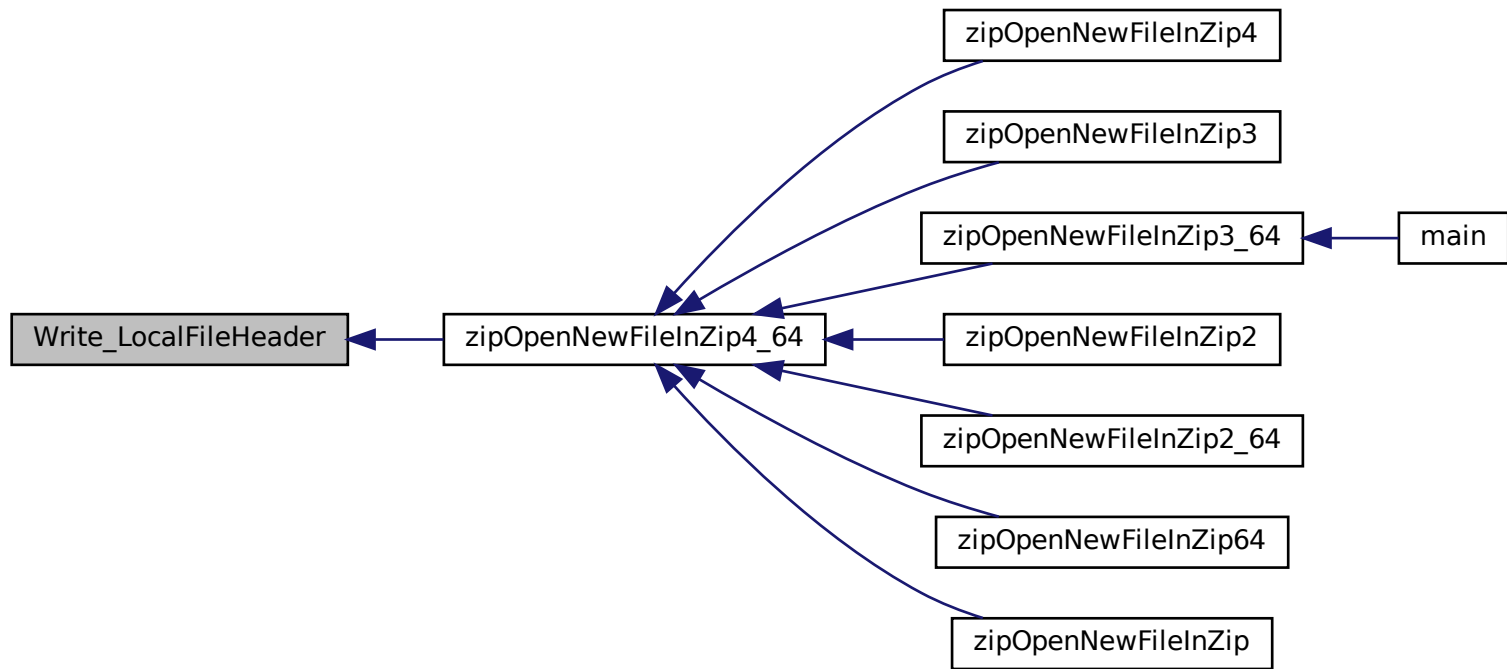 zipOpenNewFileInZip4
zipOpenNewFileInZip3
zipOpenNewFileInZip3_64
main
Write_LocalFileHeader
zipOpenNewFileInZip4_64
zipOpenNewFileInZip2
zipOpenNewFileInZip2_64
zipOpenNewFileInZip64
zipOpenNewFileInZip